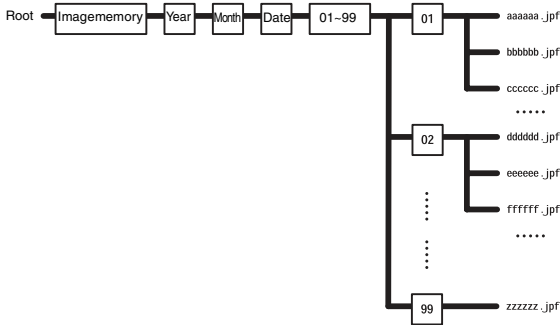 Root Imagememory Year Month Date 01~99 01 aaaaaa.jpf
bbbbbb.jpf
cccccc.jpf
.....
02 dddddd.jpf
eeeeee.jpf
ffffff.jpf
.....
99 zzzzzz.jpf